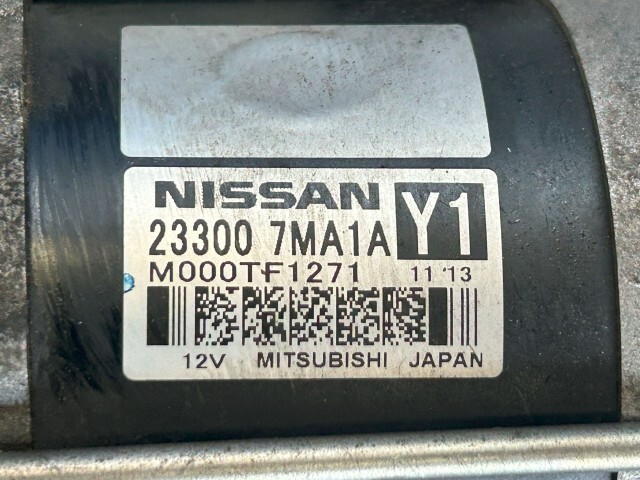 NISSAN
23300 7MA1A Y1
M000TF1271 11 '13
12V MITSUBISHI JAPAN